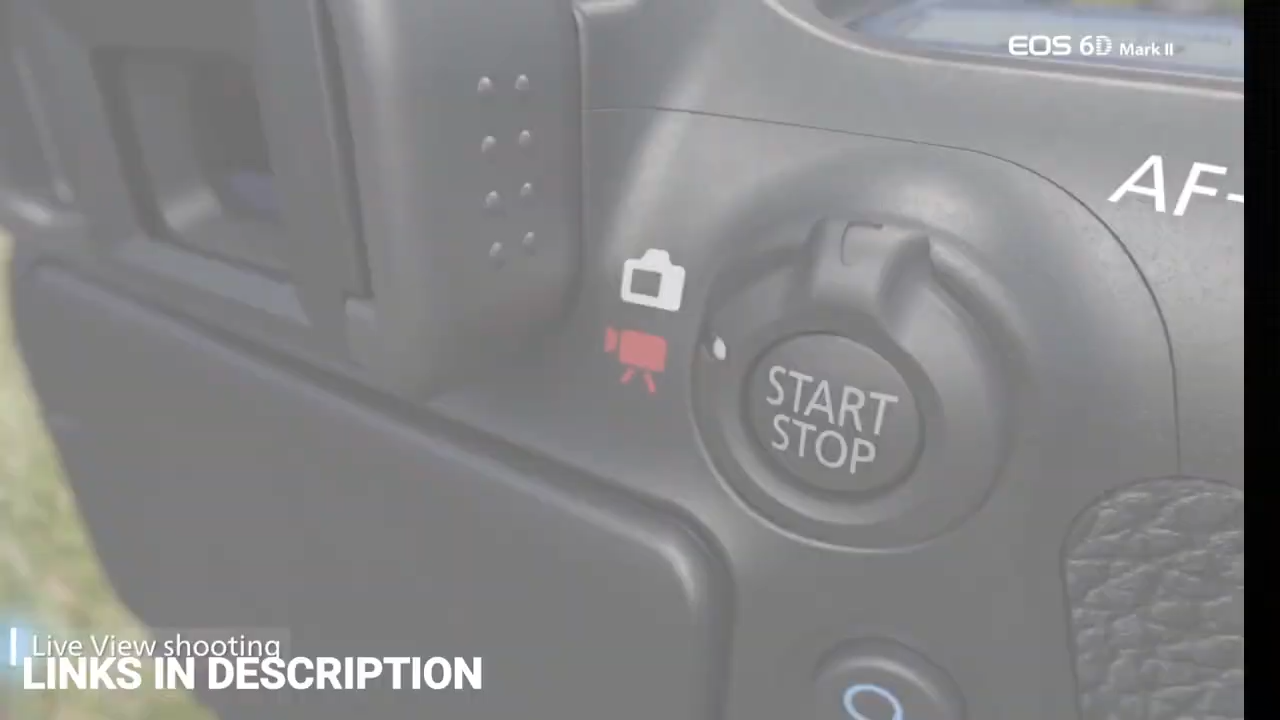 EOS 6D Mark II
AF-
START
STOP
Live View shooting
LINKS IN DESCRIPTION